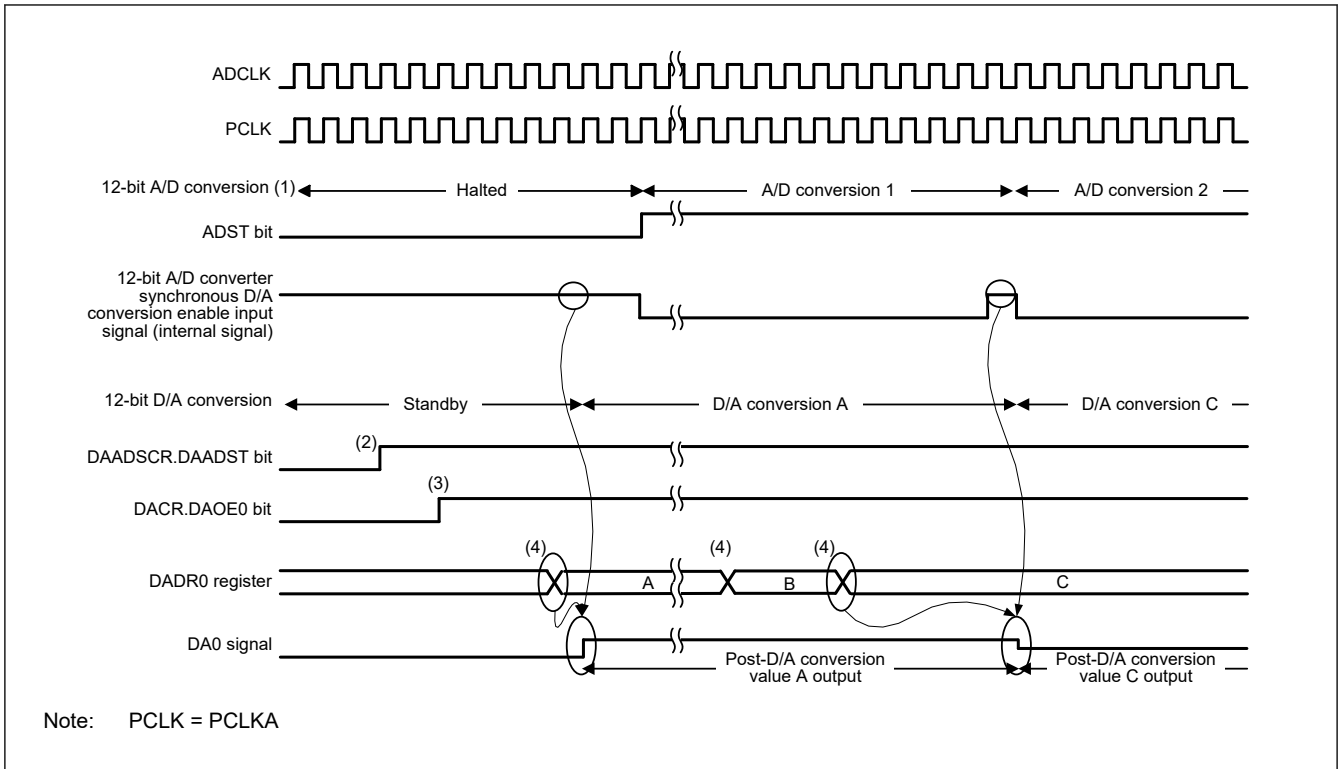 ADCLK
PCLK
12-bit A/D conversion (1)
Halted
A/D conversion 1
A/D conversion 2
ADST bit
12-bit A/D converter
synchronous D/A
conversion enable input
signal (internal signal)
12-bit D/A conversion
Standby
D/A conversion A
D/A conversion C
DAADSCR.DAADST bit
(2)
DACR.DAOE0 bit
(3)
(4)
(4)
(4)
DADR0 register
A
B
C
DA0 signal
Post-D/A conversion
value A output
Post-D/A conversion
value C output
Note: PCLK = PCLKA